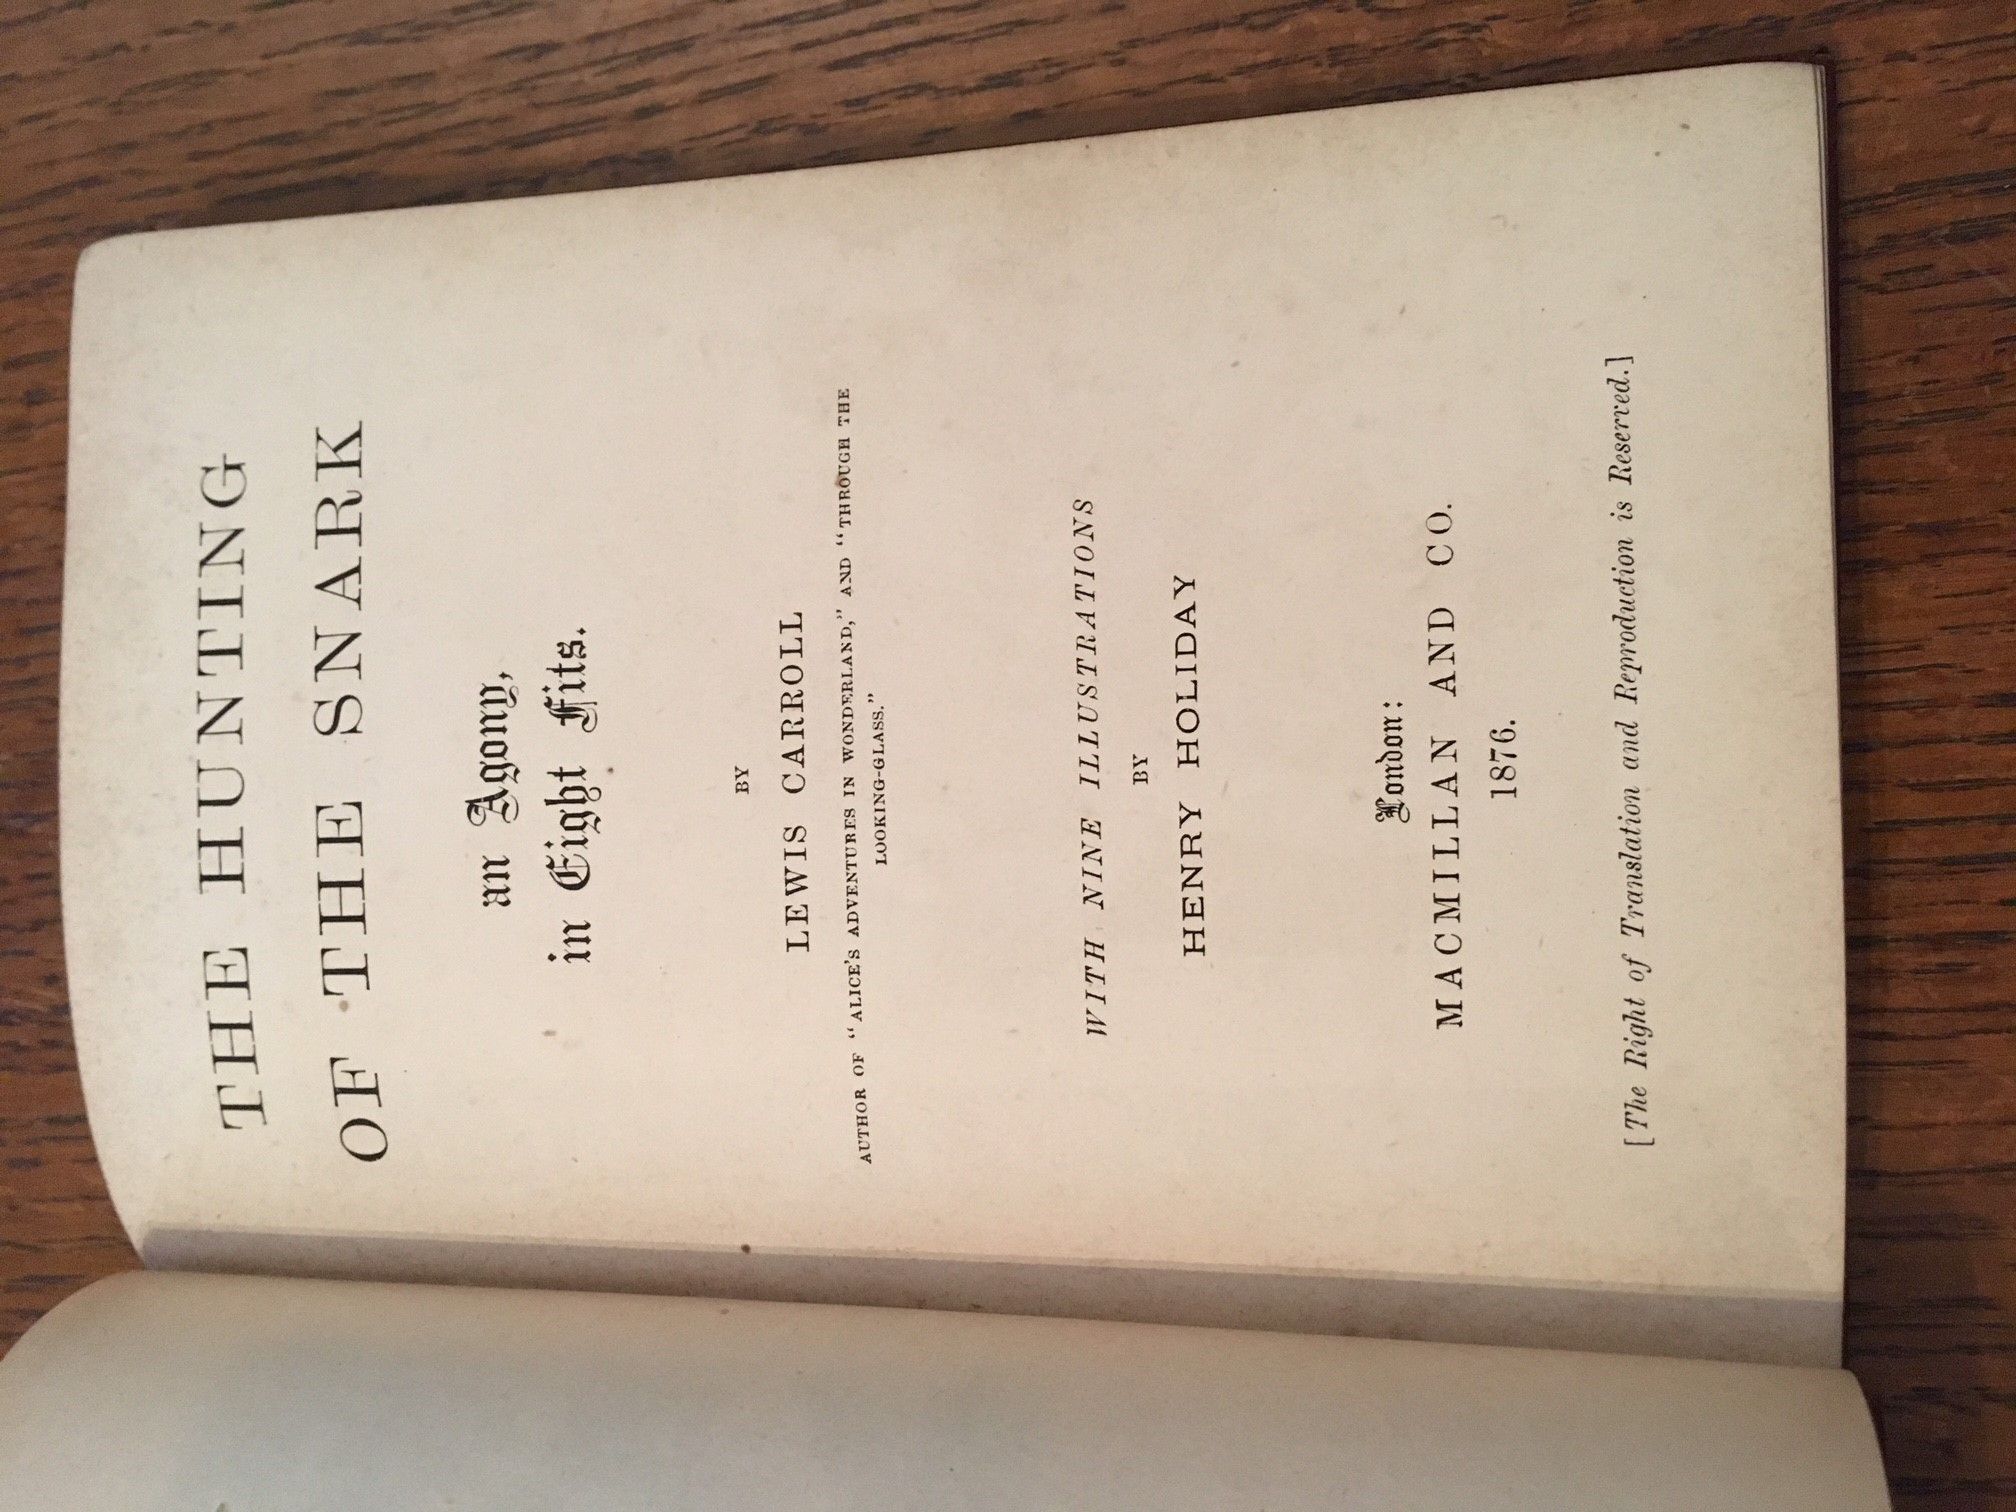 THE HUNTING
OF THE SNARK
an Agony,
in Eight Fits.
BY
LEWIS CARROLL
AUTHOR OF "ALICE'S ADVENTURES IN WONDERLAND," AND "THROUGH THE
LOOKING-GLASS."
WITH NINE ILLUSTRATIONS
BY
HENRY HOLIDAY
London:
MACMILLAN AND CO.
1876.
[The Right of Translation and Reproduction is Reserved.]